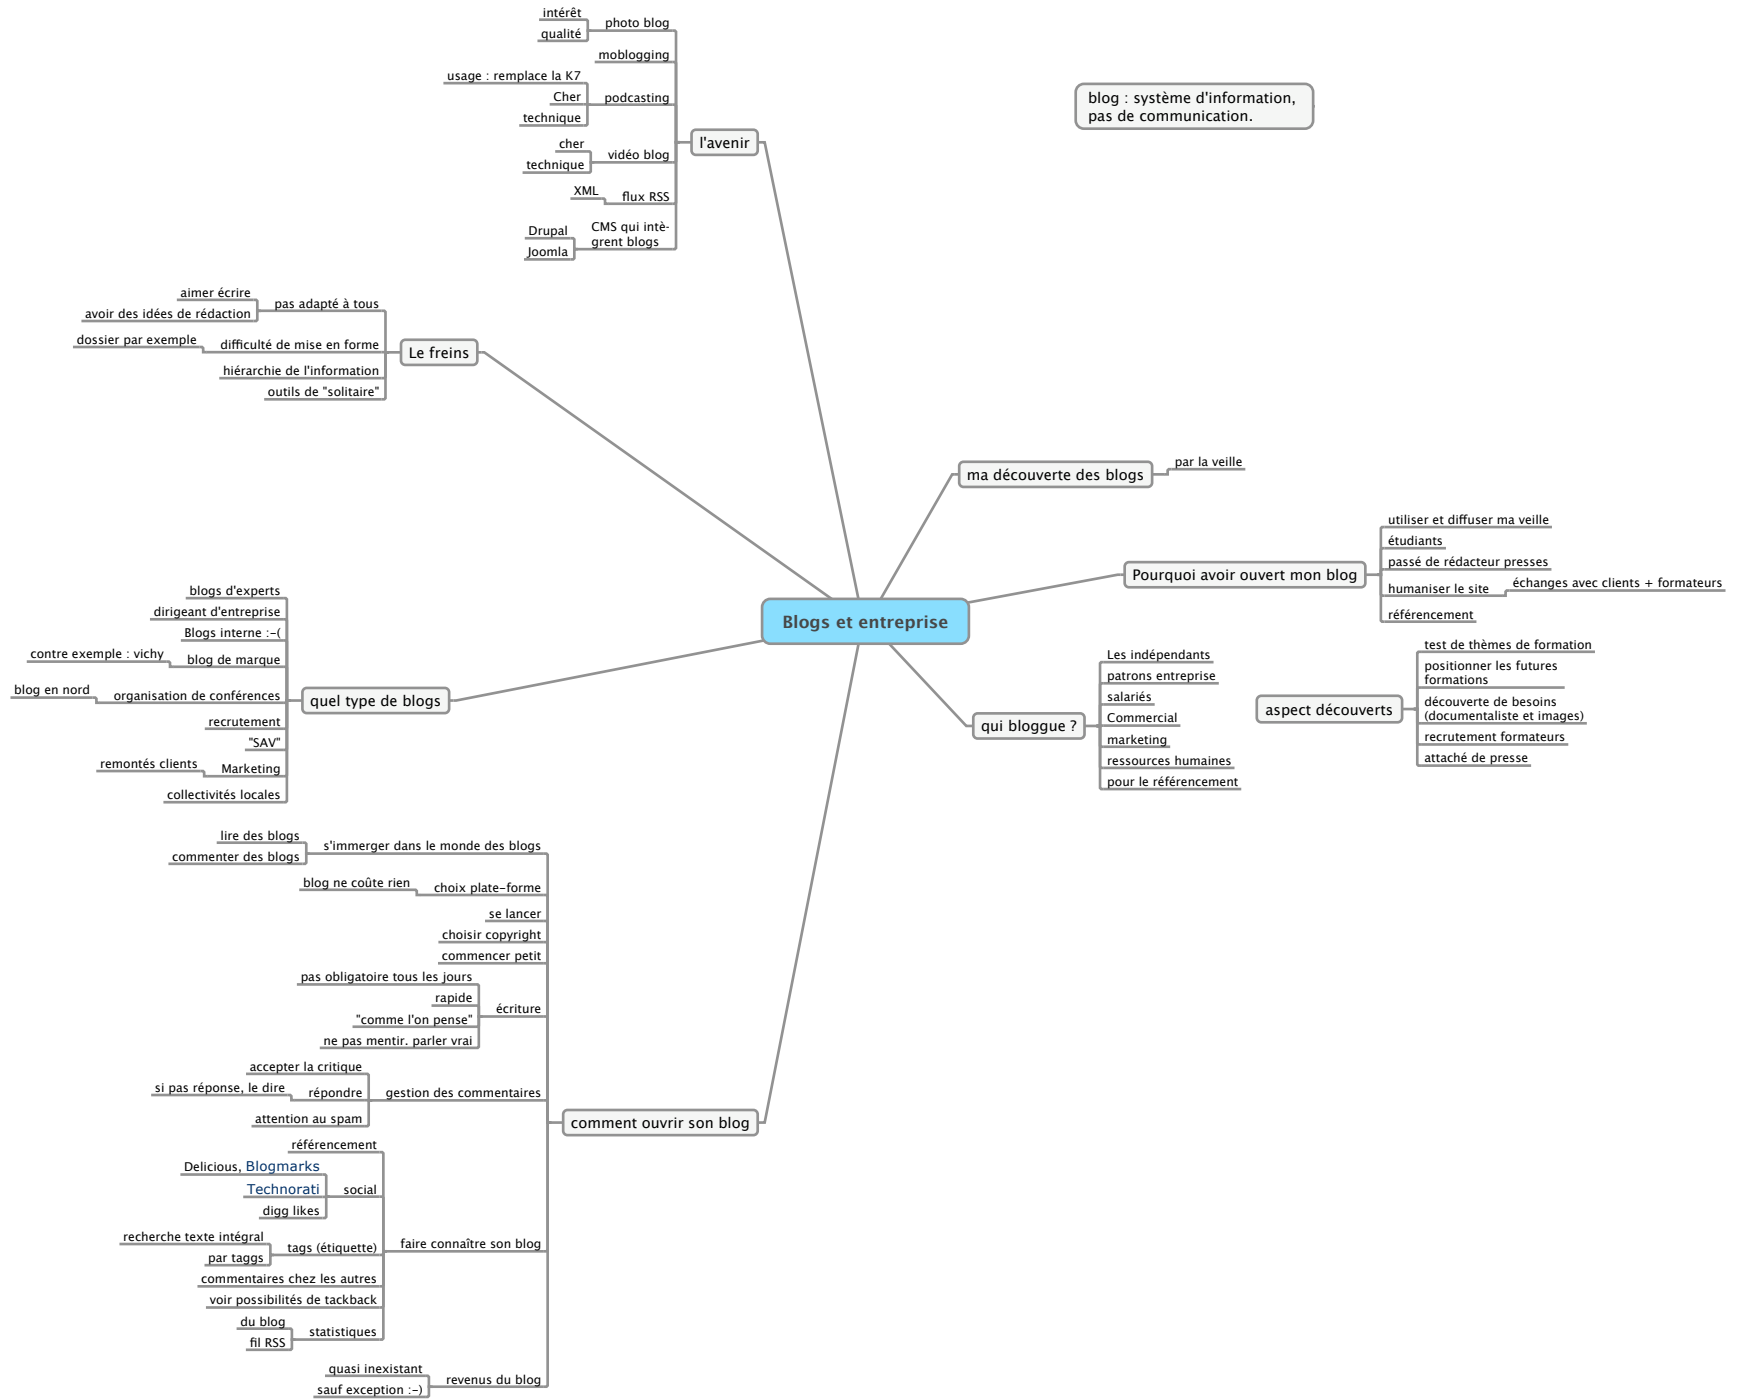 Blogs et entreprise
blog : système d'information,
pas de communication.
ma découverte des blogs
par la veille
Pourquoi avoir ouvert mon blog
utiliser et diffuser ma veille
étudiants
passé de rédacteur presses
humaniser le site
échanges avec clients + formateurs
référencement
qui bloggue ?
Les indépendants
patrons entreprise
salariés
Commercial
marketing
ressources humaines
pour le référencement
aspect découverts
test de thèmes de formation
positionner les futures
formations
découverte de besoins
(documentaliste et images)
recrutement formateurs
attaché de presse
l'avenir
photo blog
intérêt
qualité
moblogging
podcasting
usage : remplace la K7
Cher
technique
vidéo blog
cher
technique
flux RSS
XML
CMS qui intè-
grent blogs
Drupal
Joomla
Le freins
pas adapté à tous
aimer écrire
avoir des idées de rédaction
difficulté de mise en forme
dossier par exemple
hiérarchie de l'information
outils de "solitaire"
quel type de blogs
blogs d'experts
dirigeant d'entreprise
Blogs interne :-(
blog de marque
contre exemple : vichy
organisation de conférences
blog en nord
recrutement
"SAV"
Marketing
remontés clients
collectivités locales
comment ouvrir son blog
s'immerger dans le monde des blogs
lire des blogs
commenter des blogs
choix plate-forme
blog ne coûte rien
se lancer
choisir copyright
commencer petit
écriture
pas obligatoire tous les jours
rapide
"comme l'on pense"
ne pas mentir. parler vrai
gestion des commentaires
accepter la critique
répondre
si pas réponse, le dire
attention au spam
faire connaître son blog
référencement
social
Delicious, Blogmarks
Technorati
digg likes
tags (étiquette)
recherche texte intégral
par taggs
commentaires chez les autres
voir possibilités de tackback
statistiques
du blog
fil RSS
revenus du blog
quasi inexistant
sauf exception :-)